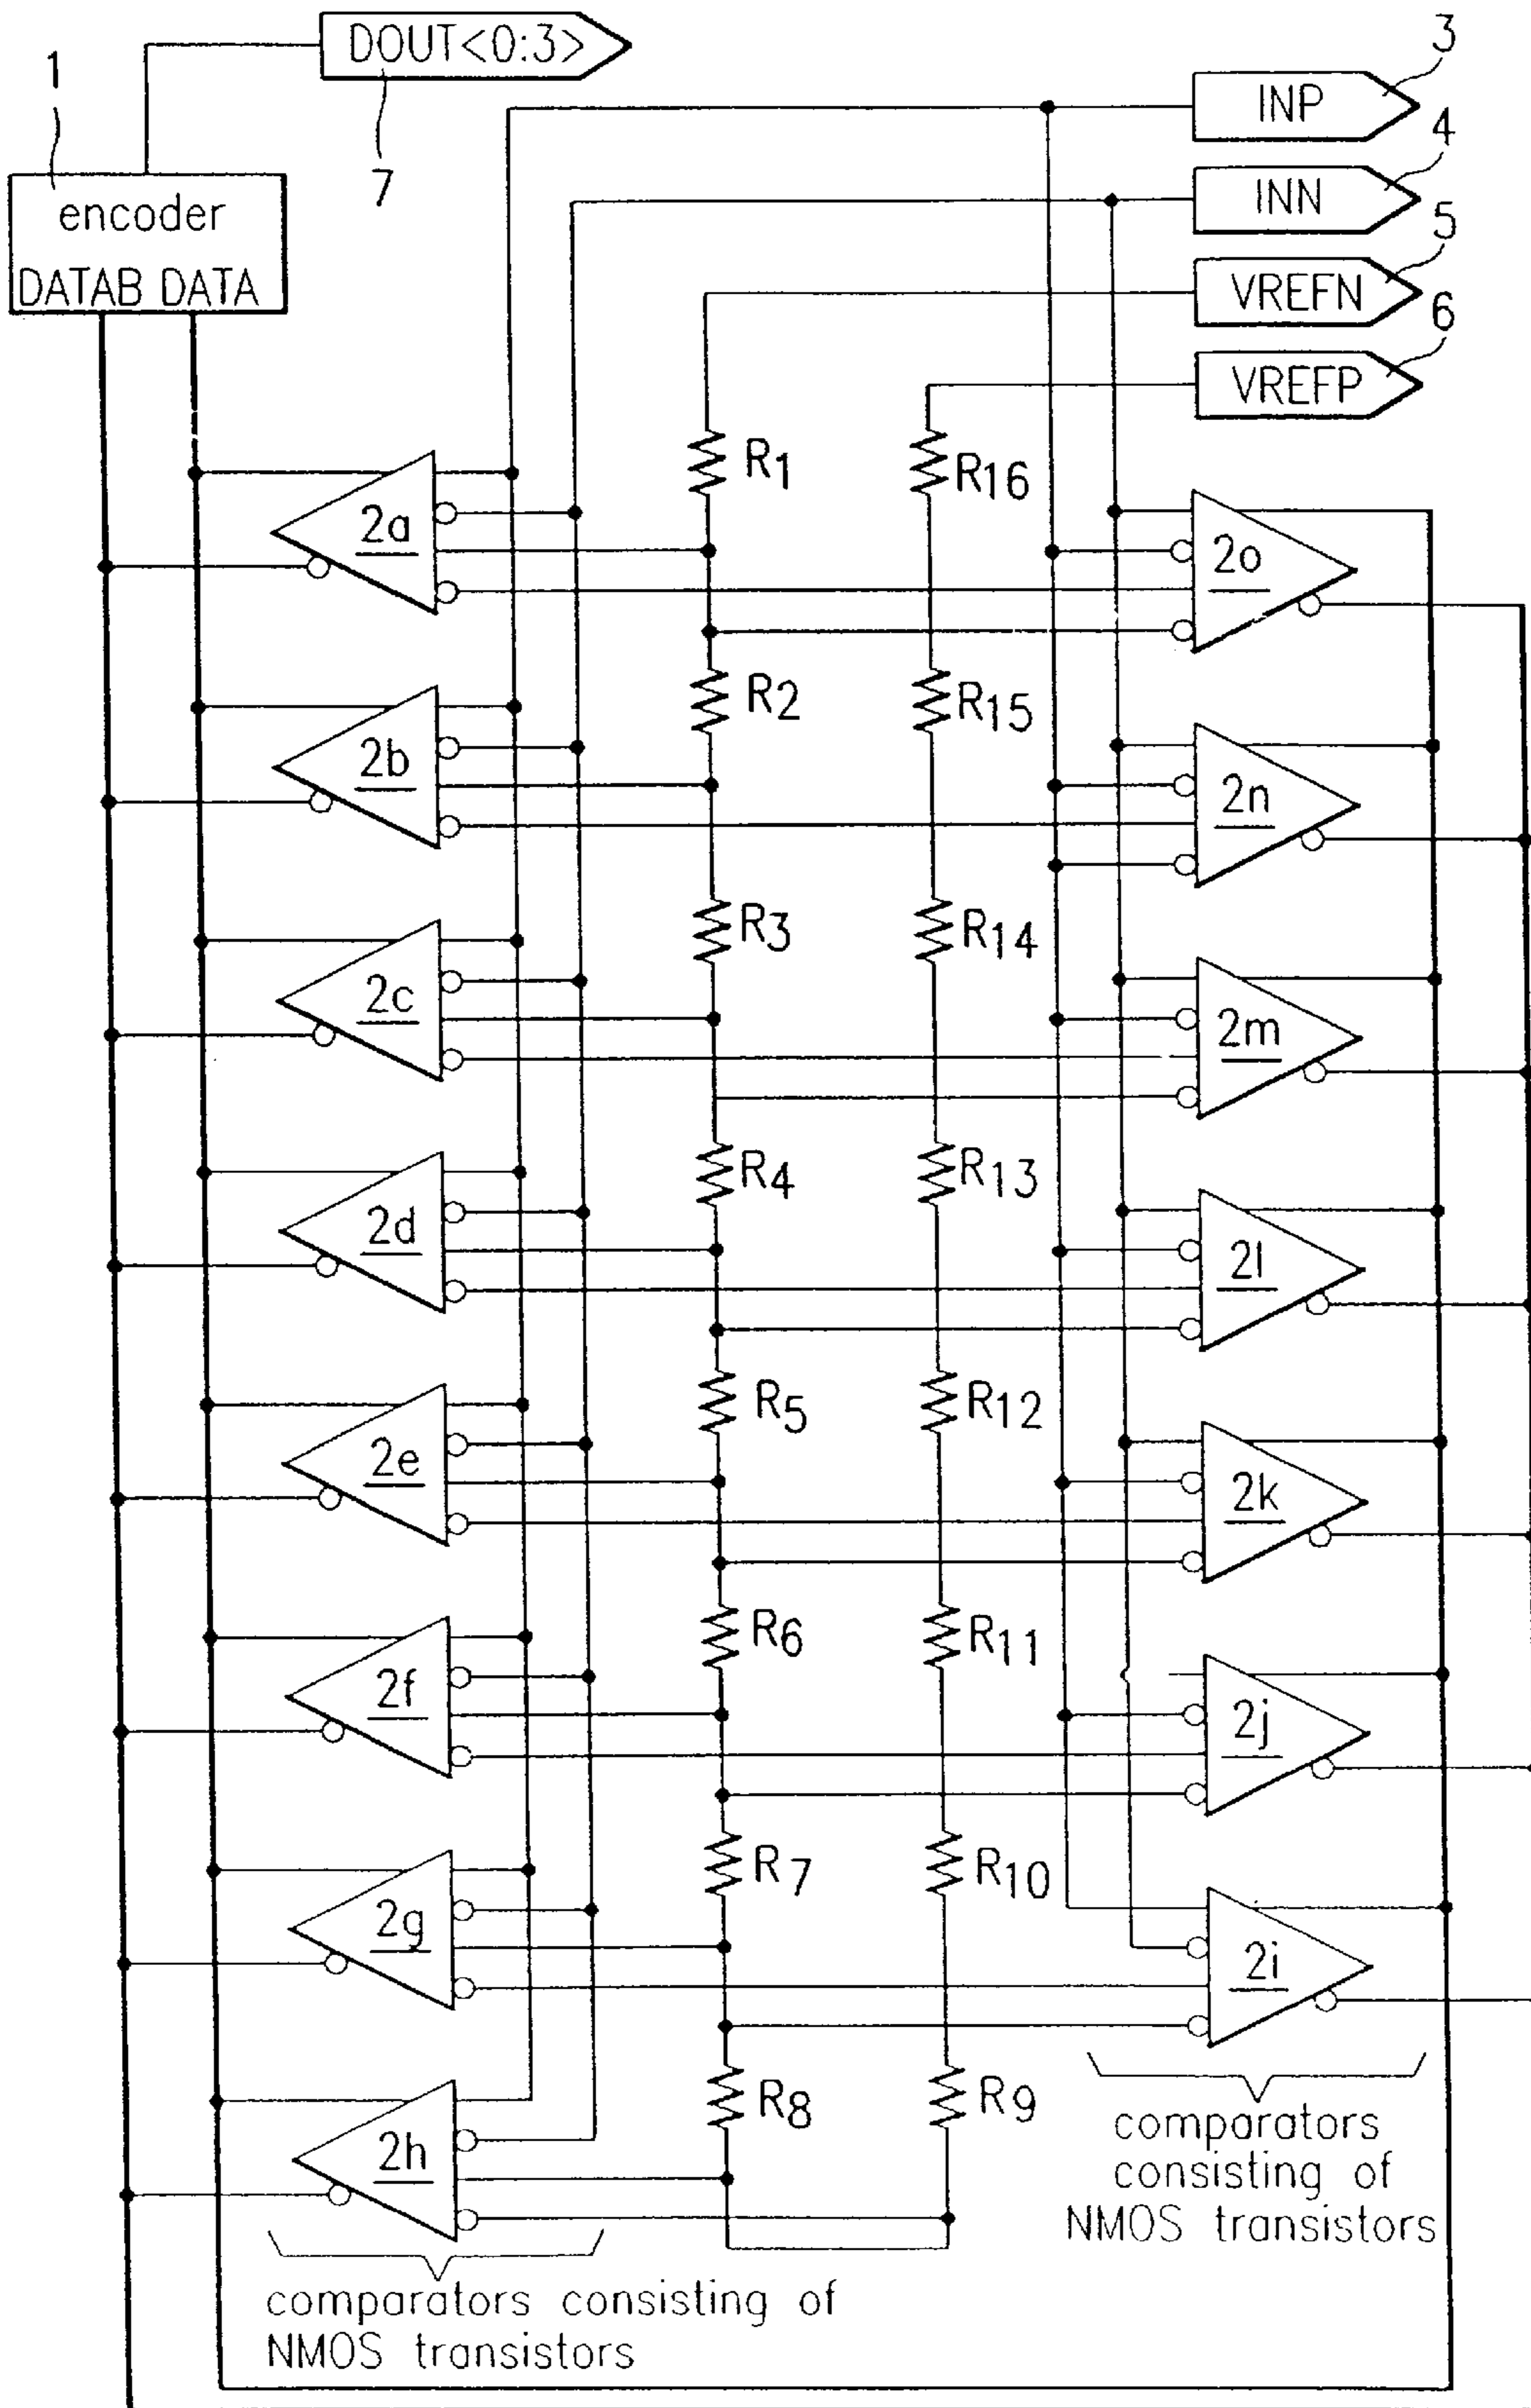 DOUT<0:3>
1
3
INP
4
7
INN
encoder
5
DATAB DATA
VREFN
6
VREFP
R1
R16
2a
2o
R2
R15
2b
2n
R3
R14
2c
2m
R4
R13
2d
2l
R5
R12
2e
2k
R6
R11
2f
2j
R7
R10
2g
2i
R8
R9
2h
comparators
consisting of
NMOS transistors
comparators consisting of
NMOS transistors